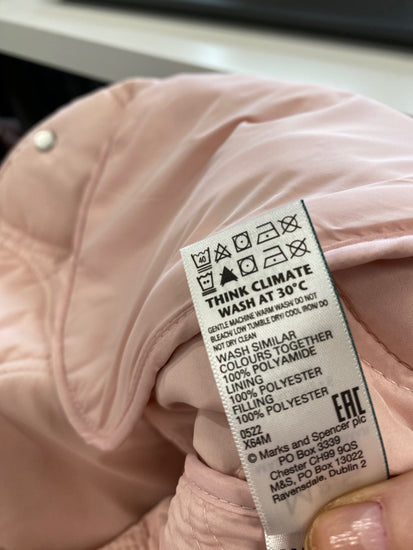 40
THINK CLIMATE
WASH AT 30°C
GENTLE MACHINE WARM WASH/ DO NOT
BLEACH/ LOW TUMBLE DRY/ COOL IRON/ DO
NOT DRY CLEAN
WASH SIMILAR
COLOURS TOGETHER
100% POLYAMIDE
LINING
100% POLYESTER
FILLING
100% POLYESTER
0522
X64M
EAC
© Marks and Spencer plc
PO Box 3339
Chester CH99 9QS
M&S, PO Box 13022
Ravensdale, Dublin 2